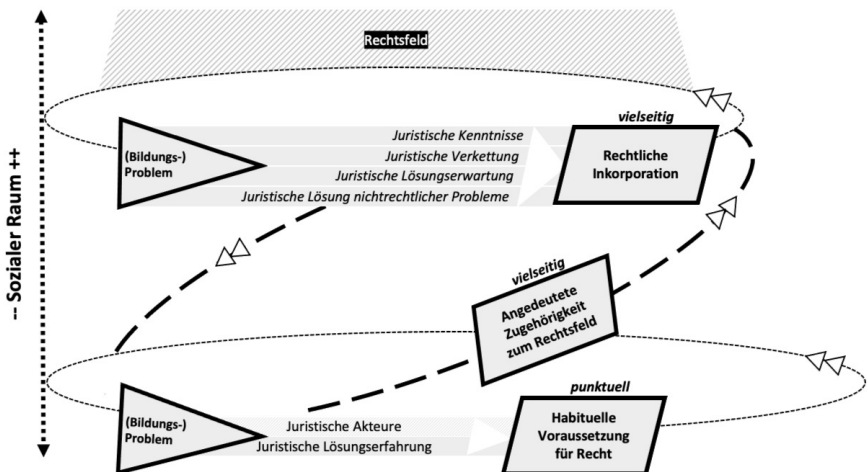 Rechtsfeld
-- Sozialer Raum ++
vielseitig
(Bildungs-)
Problem
Juristische Kenntnisse
Juristische Verkettung
Juristische Lösungserwartung
Juristische Lösung nichtrechtlicher Probleme
Rechtliche
Inkorporation
vielseitig
Angedeutete
Zugehörigkeit
zum Rechtsfeld
punktuell
(Bildungs-)
Problem
Juristische Akteure
Juristische Lösungserfahrung
Habituelle
Voraussetzung
für Recht